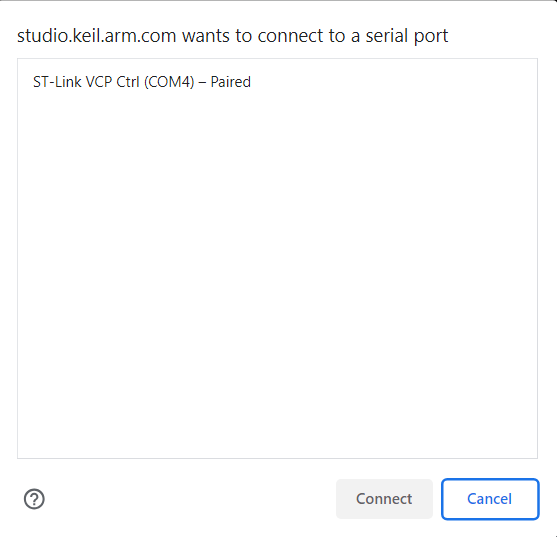 studio.keil.arm.com wants to connect to a serial port
ST-Link VCP Ctrl (COM4) – Paired
?
Connect
Cancel